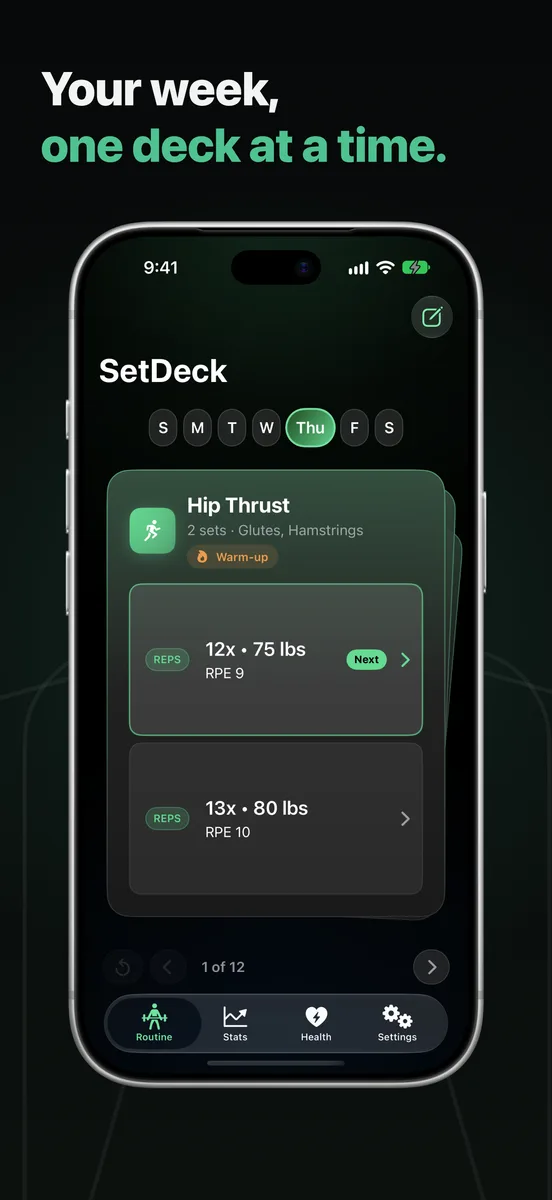 Your week,
one deck at a time.
9:41
SetDeck
S M T W Thu F S
Hip Thrust
2 sets · Glutes, Hamstrings
Warm-up
REPS
12x • 75 lbs
RPE 9
Next
REPS
13x • 80 lbs
RPE 10
1 of 12
Routine Stats Health Settings